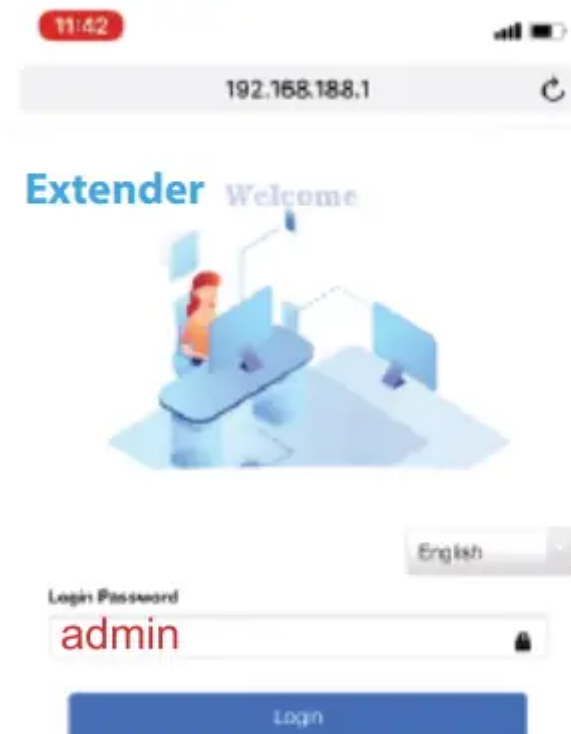 11:42
192.168.188.1
Extender Welcome
English
Login Password
admin
Login